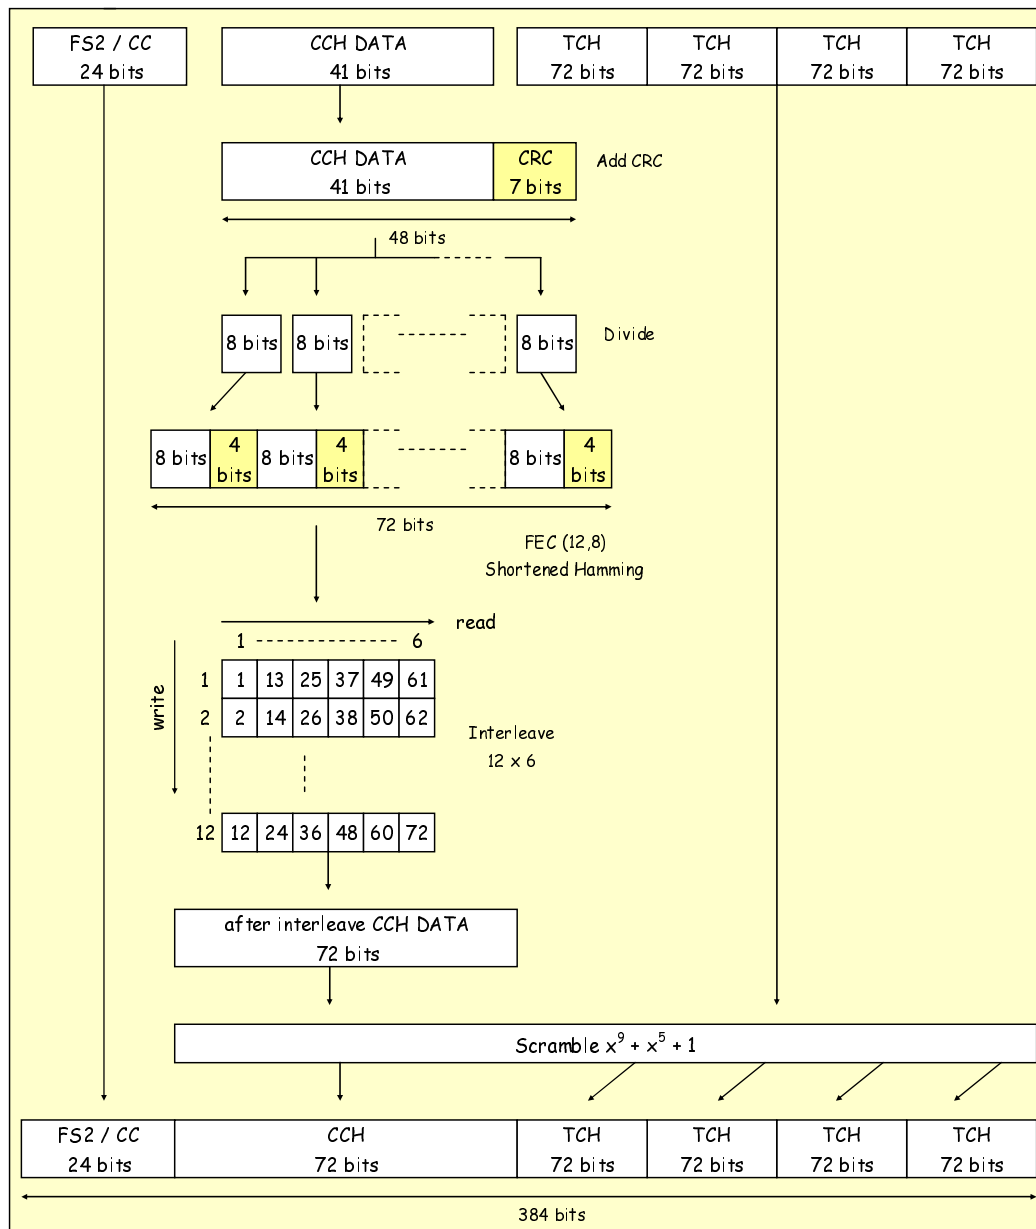 FS2 / CC
24 bits
CCH DATA
41 bits
TCH TCH TCH TCH
72 bits 72 bits 72 bits 72 bits
CCH DATA
41 bits
CRC
7 bits
Add CRC
48 bits
8 bits 8 bits 8 bits
Divide
8 bits
4
bits
8 bits
4
bits
8 bits
4
bits
72 bits
FEC (12,8)
Shortened Hamming
read
1 6
write
1 1 13 25 37 49 61
2 2 14 26 38 50 62
Interleave
12 x 6
12 12 24 36 48 60 72
after interleave CCH DATA
72 bits
Scramble x⁹ + x⁵ + 1
FS2 / CC CCH TCH TCH TCH TCH
24 bits 72 bits 72 bits 72 bits 72 bits 72 bits
384 bits